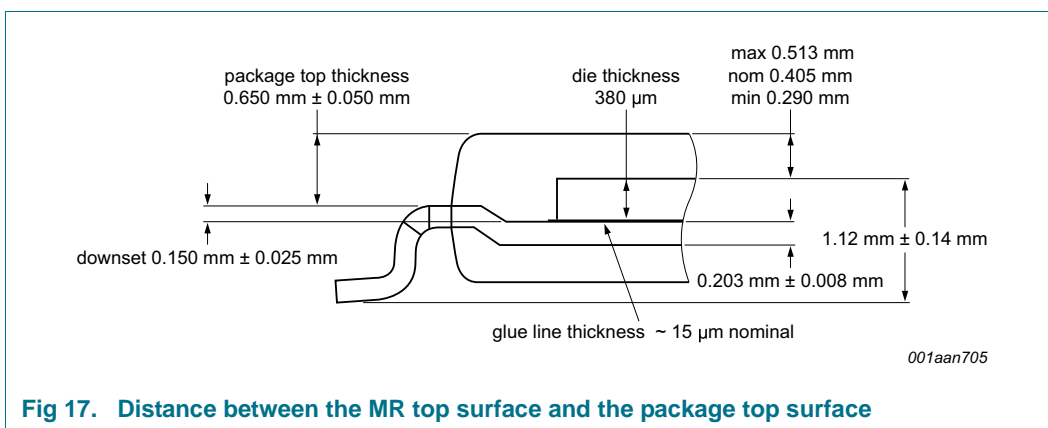 package top thickness
0.650 mm ± 0.050 mm
die thickness
380 μm
max 0.513 mm
nom 0.405 mm
min 0.290 mm
downset 0.150 mm ± 0.025 mm
1.12 mm ± 0.14 mm
0.203 mm ± 0.008 mm
glue line thickness ~ 15 μm nominal
001aan705
Fig 17. Distance between the MR top surface and the package top surface